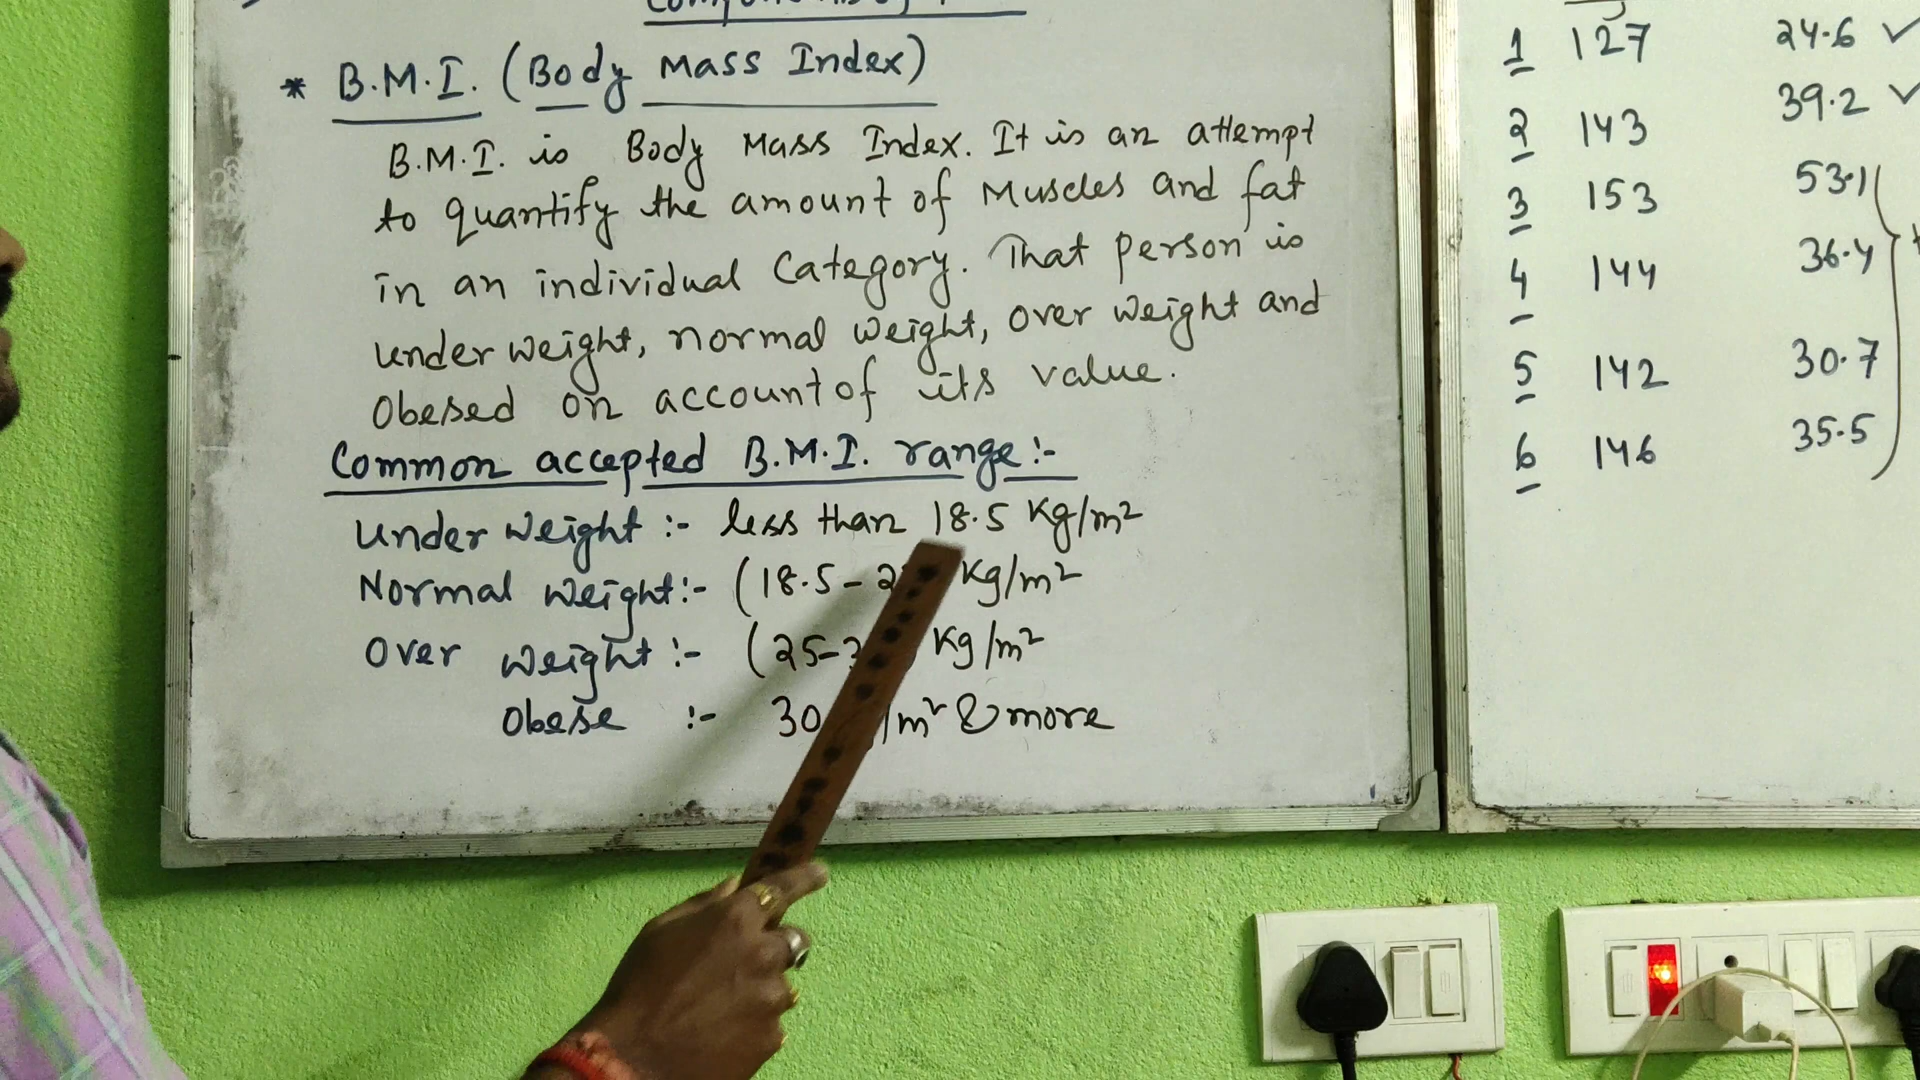 * B.M.I. (Body Mass Index)
B.M.I. is Body Mass Index. It is an attempt
to quantify the amount of Muscles and fat
in an individual Category. That person is
under weight, normal weight, over weight and
Obesed on account of its value.
Common accepted B.M.I. range:-
Under weight :- less than 18.5 Kg/m²
Normal weight:- (18.5- Kg/m²
Over weight :- (25- Kg/m²
Obese :- 30 /m² & more
1 127 24.6 ✓
2 143 39.2 ✓
3 153 53.1
4 144 36.4
5 142 30.7
6 146 35.5